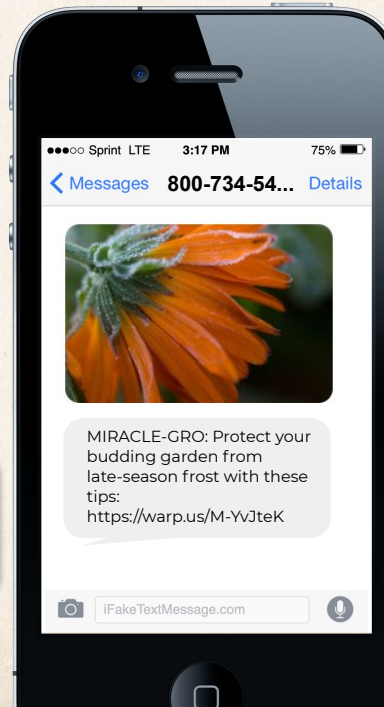 ●●●○○ Sprint LTE 3:17 PM 75%
Messages 800-734-54... Details
MIRACLE-GRO: Protect your
budding garden from
late-season frost with these
tips:
https://warp.us/M-YvJteK
iFakeTextMessage.com